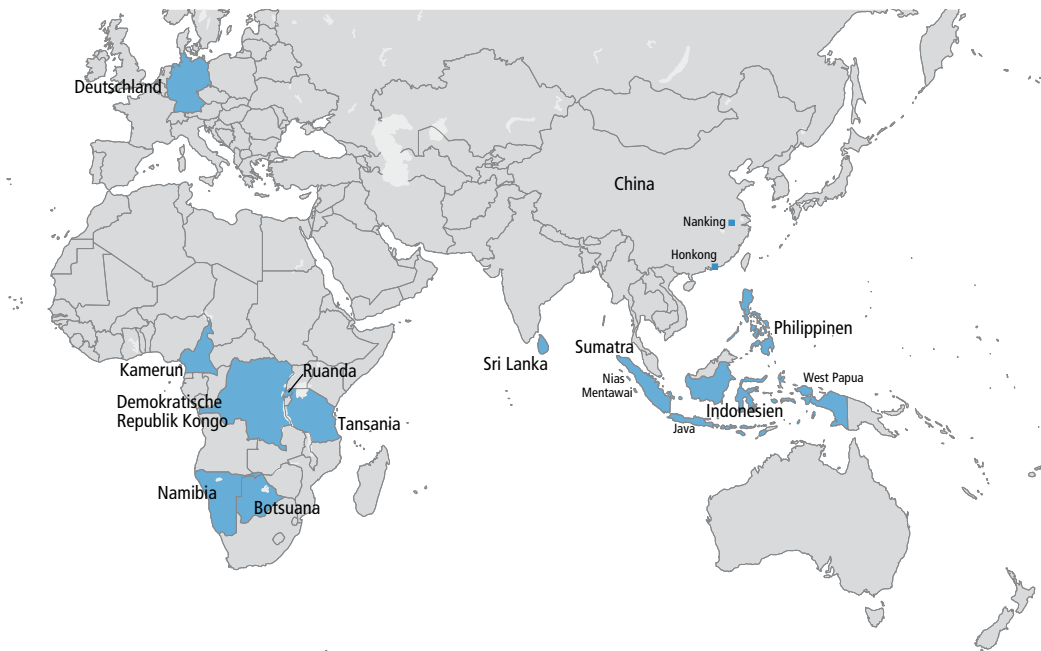 Deutschland
China
Nanking
Honkong
Philippinen
Sumatra
Sri Lanka
Kamerun
Ruanda
Nias
Mentawai
West Papua
Demokratische
Republik Kongo
Indonesien
Tansania
Java
Namibia
Botsuana